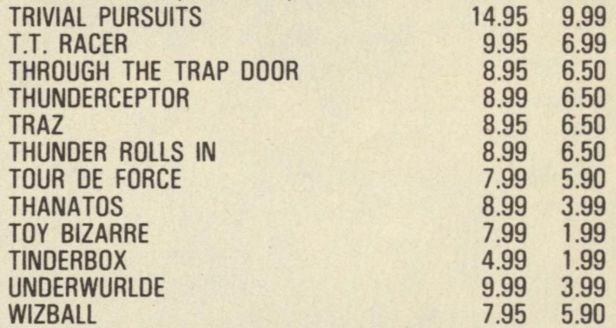 TRIVIAL PURSUITS 14.95 9.99
T.T. RACER 9.95 6.99
THROUGH THE TRAP DOOR 8.95 6.50
THUNDERCEPTOR 8.99 6.50
TRAZ 8.95 6.50
THUNDER ROLLS IN 8.99 6.50
TOUR DE FORCE 7.99 5.90
THANATOS 8.99 3.99
TOY BIZARRE 7.99 1.99
TINDERBOX 4.99 1.99
UNDERWURLDE 9.99 3.99
WIZBALL 7.95 5.90